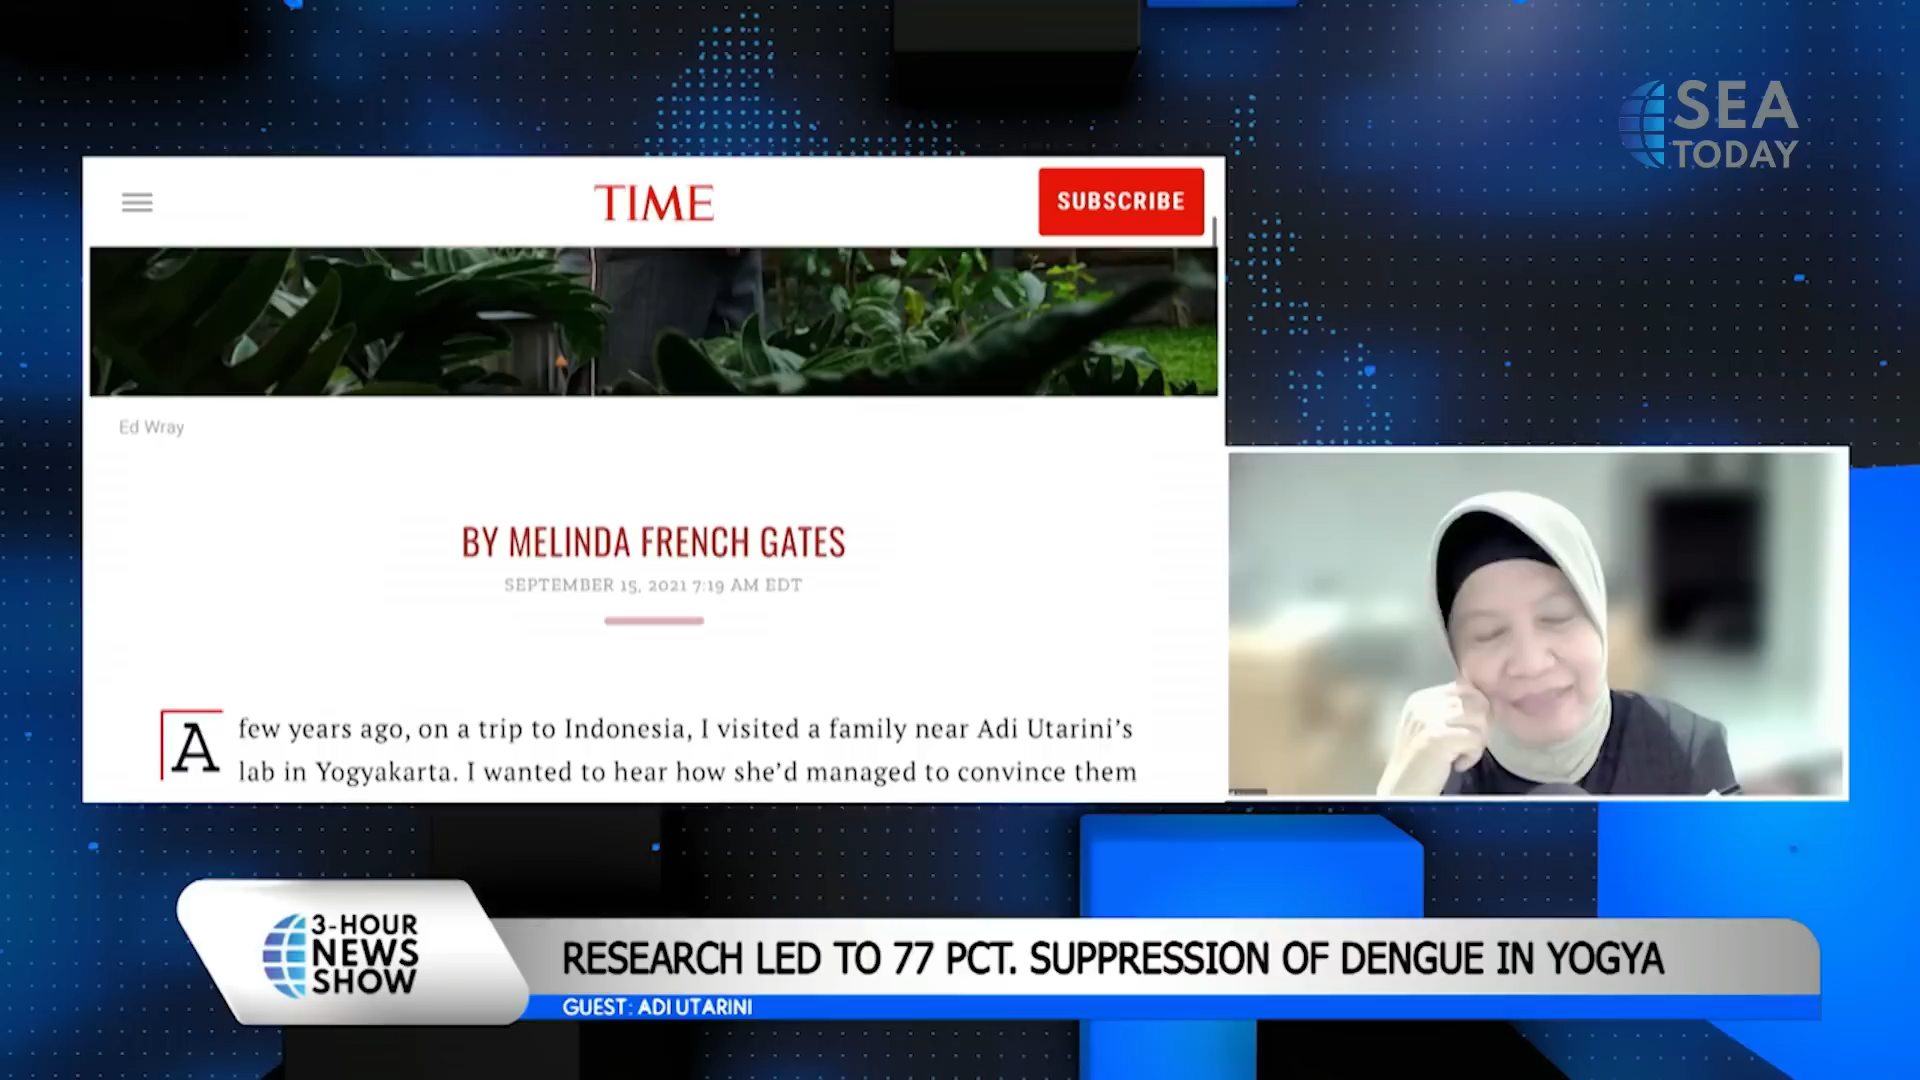 SEA
TODAY
TIME
SUBSCRIBE
Ed Wray
BY MELINDA FRENCH GATES
SEPTEMBER 15, 2021 7:19 AM EDT
A few years ago, on a trip to Indonesia, I visited a family near Adi Utarini’s
lab in Yogyakarta. I wanted to hear how she’d managed to convince them
3-HOUR
NEWS
SHOW
RESEARCH LED TO 77 PCT. SUPPRESSION OF DENGUE IN YOGYA
GUEST: ADI UTARINI